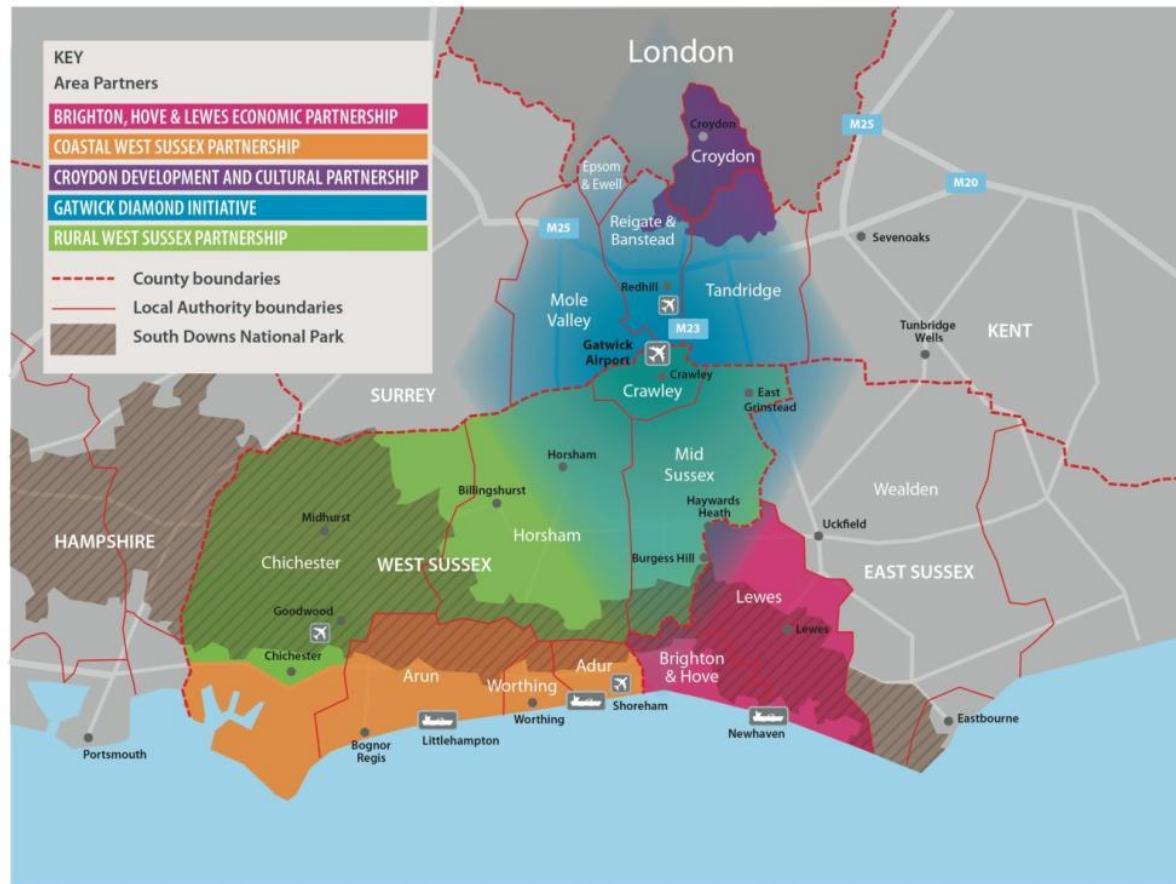 KEY
Area Partners
BRIGHTON, HOVE & LEWES ECONOMIC PARTNERSHIP
COASTAL WEST SUSSEX PARTNERSHIP
CROYDON DEVELOPMENT AND CULTURAL PARTNERSHIP
GATWICK DIAMOND INITIATIVE
RURAL WEST SUSSEX PARTNERSHIP
County boundaries
Local Authority boundaries
South Downs National Park
London
Croydon
Croydon
M25
M20
Epsom
& Ewell
Reigate &
Banstead
M25
Sevenoaks
Redhill
Tandridge
Mole
Valley
M23
Gatwick
Airport
Tunbridge
Wells
KENT
Crawley
Crawley
SURREY
East
Grinstead
Horsham
Mid
Sussex
Billingshurst
Haywards
Heath
Wealden
Uckfield
Midhurst
HAMPSHIRE
Chichester
WEST SUSSEX
Horsham
Burgess Hill
EAST SUSSEX
Lewes
Goodwood
Lewes
Chichester
Arun
Worthing
Adur
Brighton
& Hove
Shoreham
Worthing
Littlehampton
Bognor
Regis
Newhaven
Eastbourne
Portsmouth